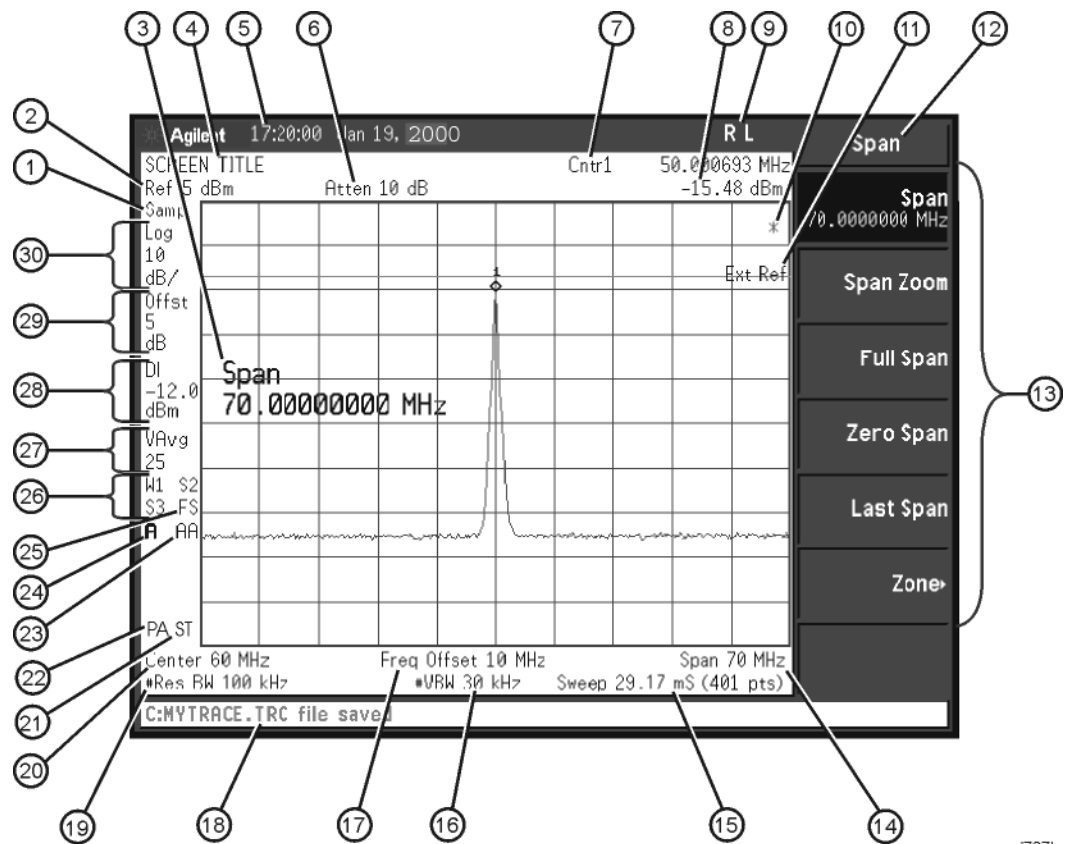 3 4 5 6 7 8 9 10 11 12
2
Agilent 17:20:00 Jan 19, 2000 R L Span
SCREEN TITLE Cntr1 50.000693 MHz
1
Ref 5 dBm Atten 10 dB -15.48 dBm
Samp
Span
70.0000000 MHz
30
Log
10
dB/
*
1
Ext Ref
Span Zoom
29
Offst
5
dB
Full Span
28
DI
-12.0
dBm
Span
70.00000000 MHz
13
27
VAvg
25
Zero Span
26
W1 S2
S3 FS
Last Span
25
A AA
24
Zone
23
PA ST
22
Center 60 MHz Freq Offset 10 MHz Span 70 MHz
#Res BW 100 kHz #VBW 30 kHz Sweep 29.17 mS (401 pts)
21
C:MYTRACE.TRC file saved
20
19 18 17 16 15 14